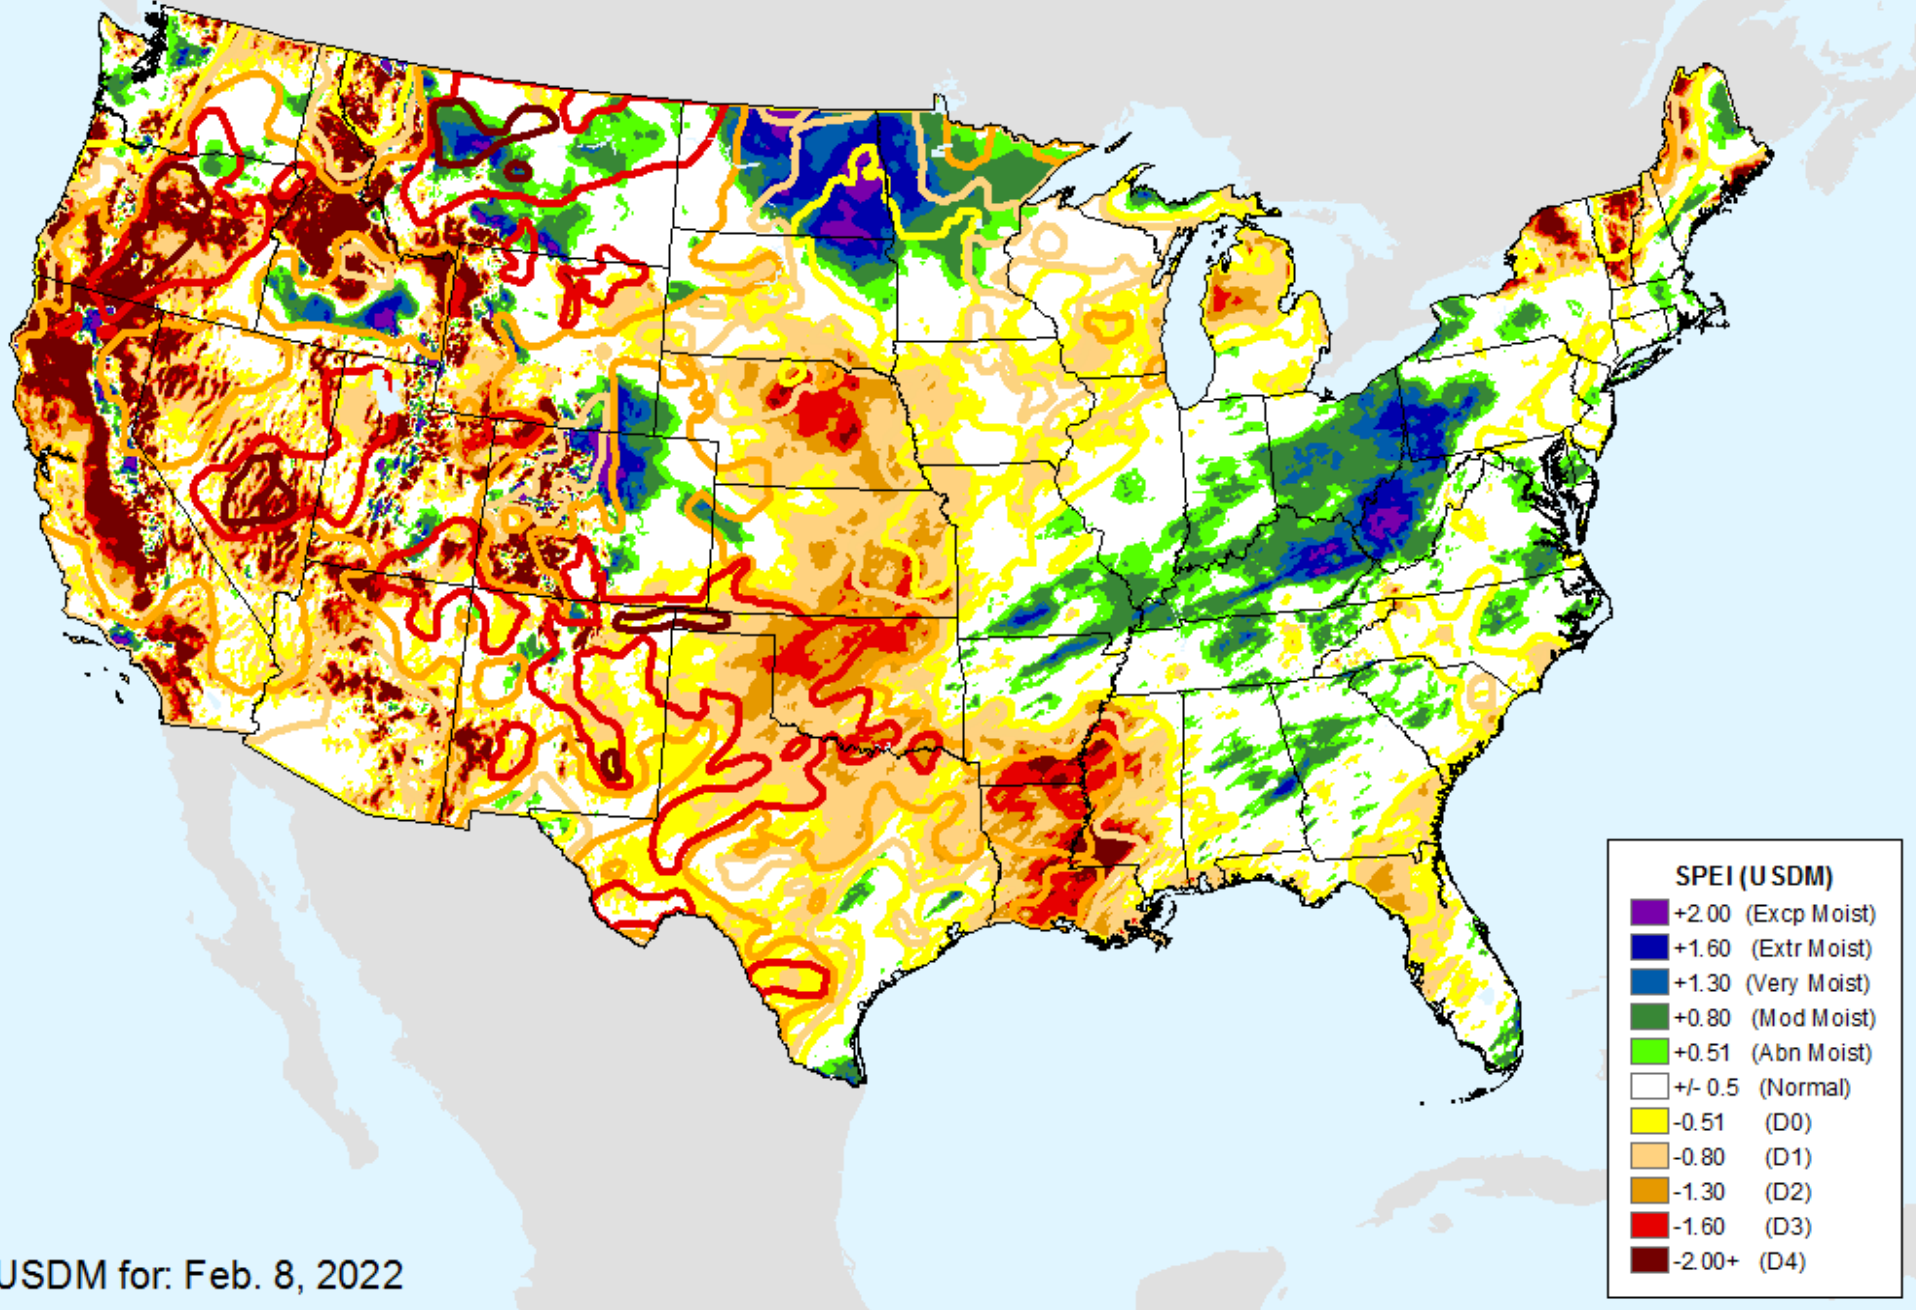 SPEI (USDM)
+2.00 (Excp Moist)
+1.60 (Extr Moist)
+1.30 (Very Moist)
+0.80 (Mod Moist)
+0.51 (Abn Moist)
+/- 0.5 (Normal)
-0.51 (D0)
-0.80 (D1)
-1.30 (D2)
-1.60 (D3)
-2.00+ (D4)
USDM for: Feb. 8, 2022